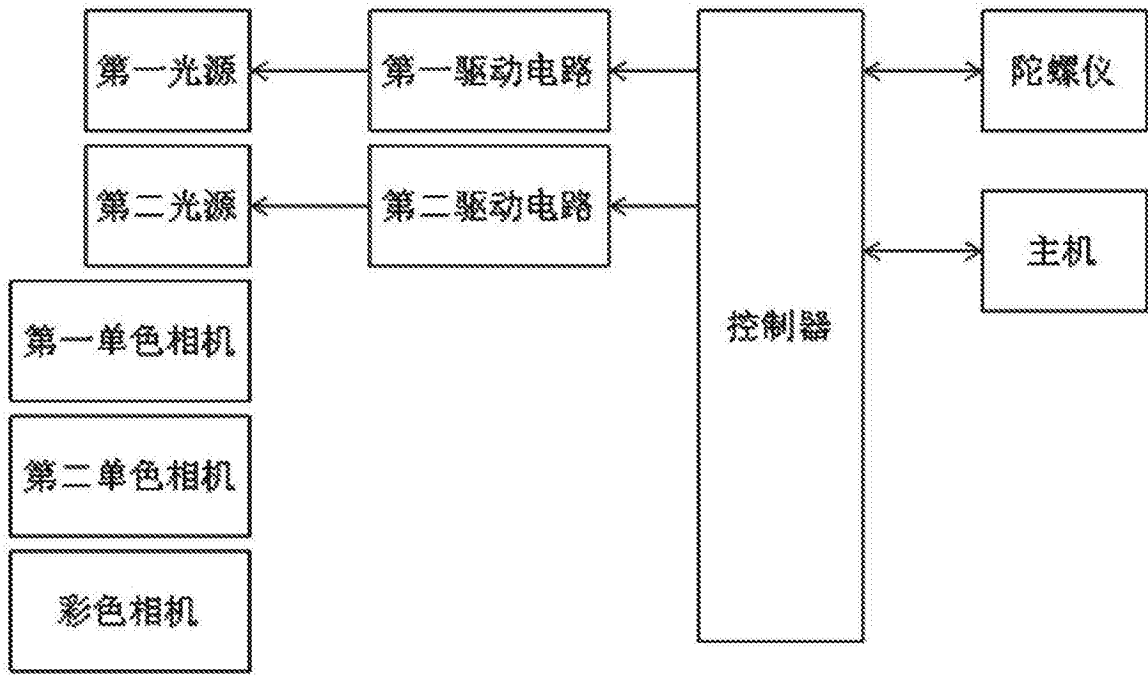 第一光源
第一驱动电路
陀螺仪
第二光源
第二驱动电路
主机
第一单色相机
控制器
第二单色相机
彩色相机